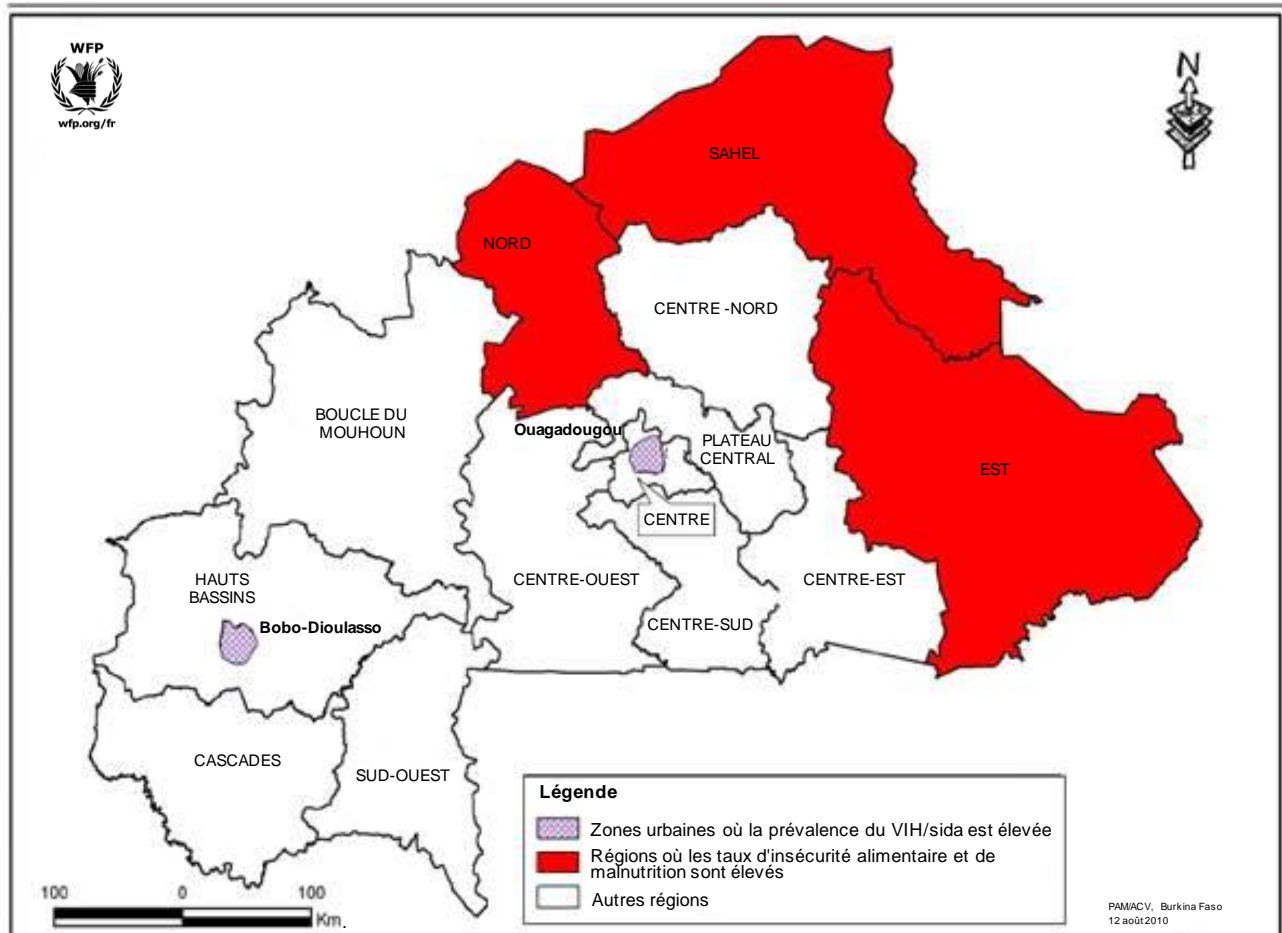 WFP
wfp.org/fr
N
SAHEL
NORD
CENTRE -NORD
BOUCLE DU
MOUHOUN
Ouagadougou
PLATEAU
CENTRAL
EST
CENTRE
HAUTS
BASSINS
CENTRE-OUEST
CENTRE-EST
Bobo-Dioulasso
CENTRE-SUD
CASCADES
SUD-OUEST
Légende
Zones urbaines où la prévalence du VIH/sida est élevée
Régions où les taux d'insécurité alimentaire et de
malnutrition sont élevés
Autres régions
100 0 100
Km.
PAM/ACV, Burkina Faso
12 août 2010